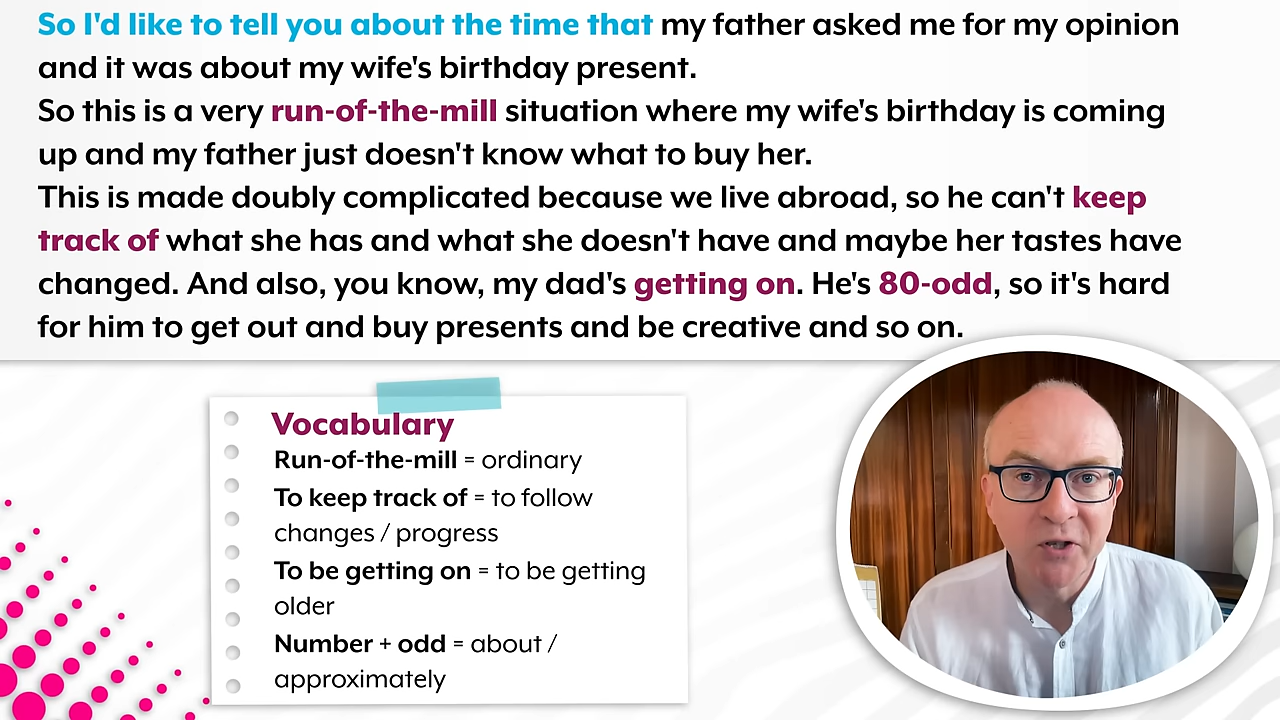 So I'd like to tell you about the time that my father asked me for my opinion
and it was about my wife's birthday present.
So this is a very run-of-the-mill situation where my wife's birthday is coming
up and my father just doesn't know what to buy her.
This is made doubly complicated because we live abroad, so he can't keep
track of what she has and what she doesn't have and maybe her tastes have
changed. And also, you know, my dad's getting on. He's 80-odd, so it's hard
for him to get out and buy presents and be creative and so on.
Vocabulary
Run-of-the-mill = ordinary
To keep track of = to follow
changes / progress
To be getting on = to be getting
older
Number + odd = about /
approximately